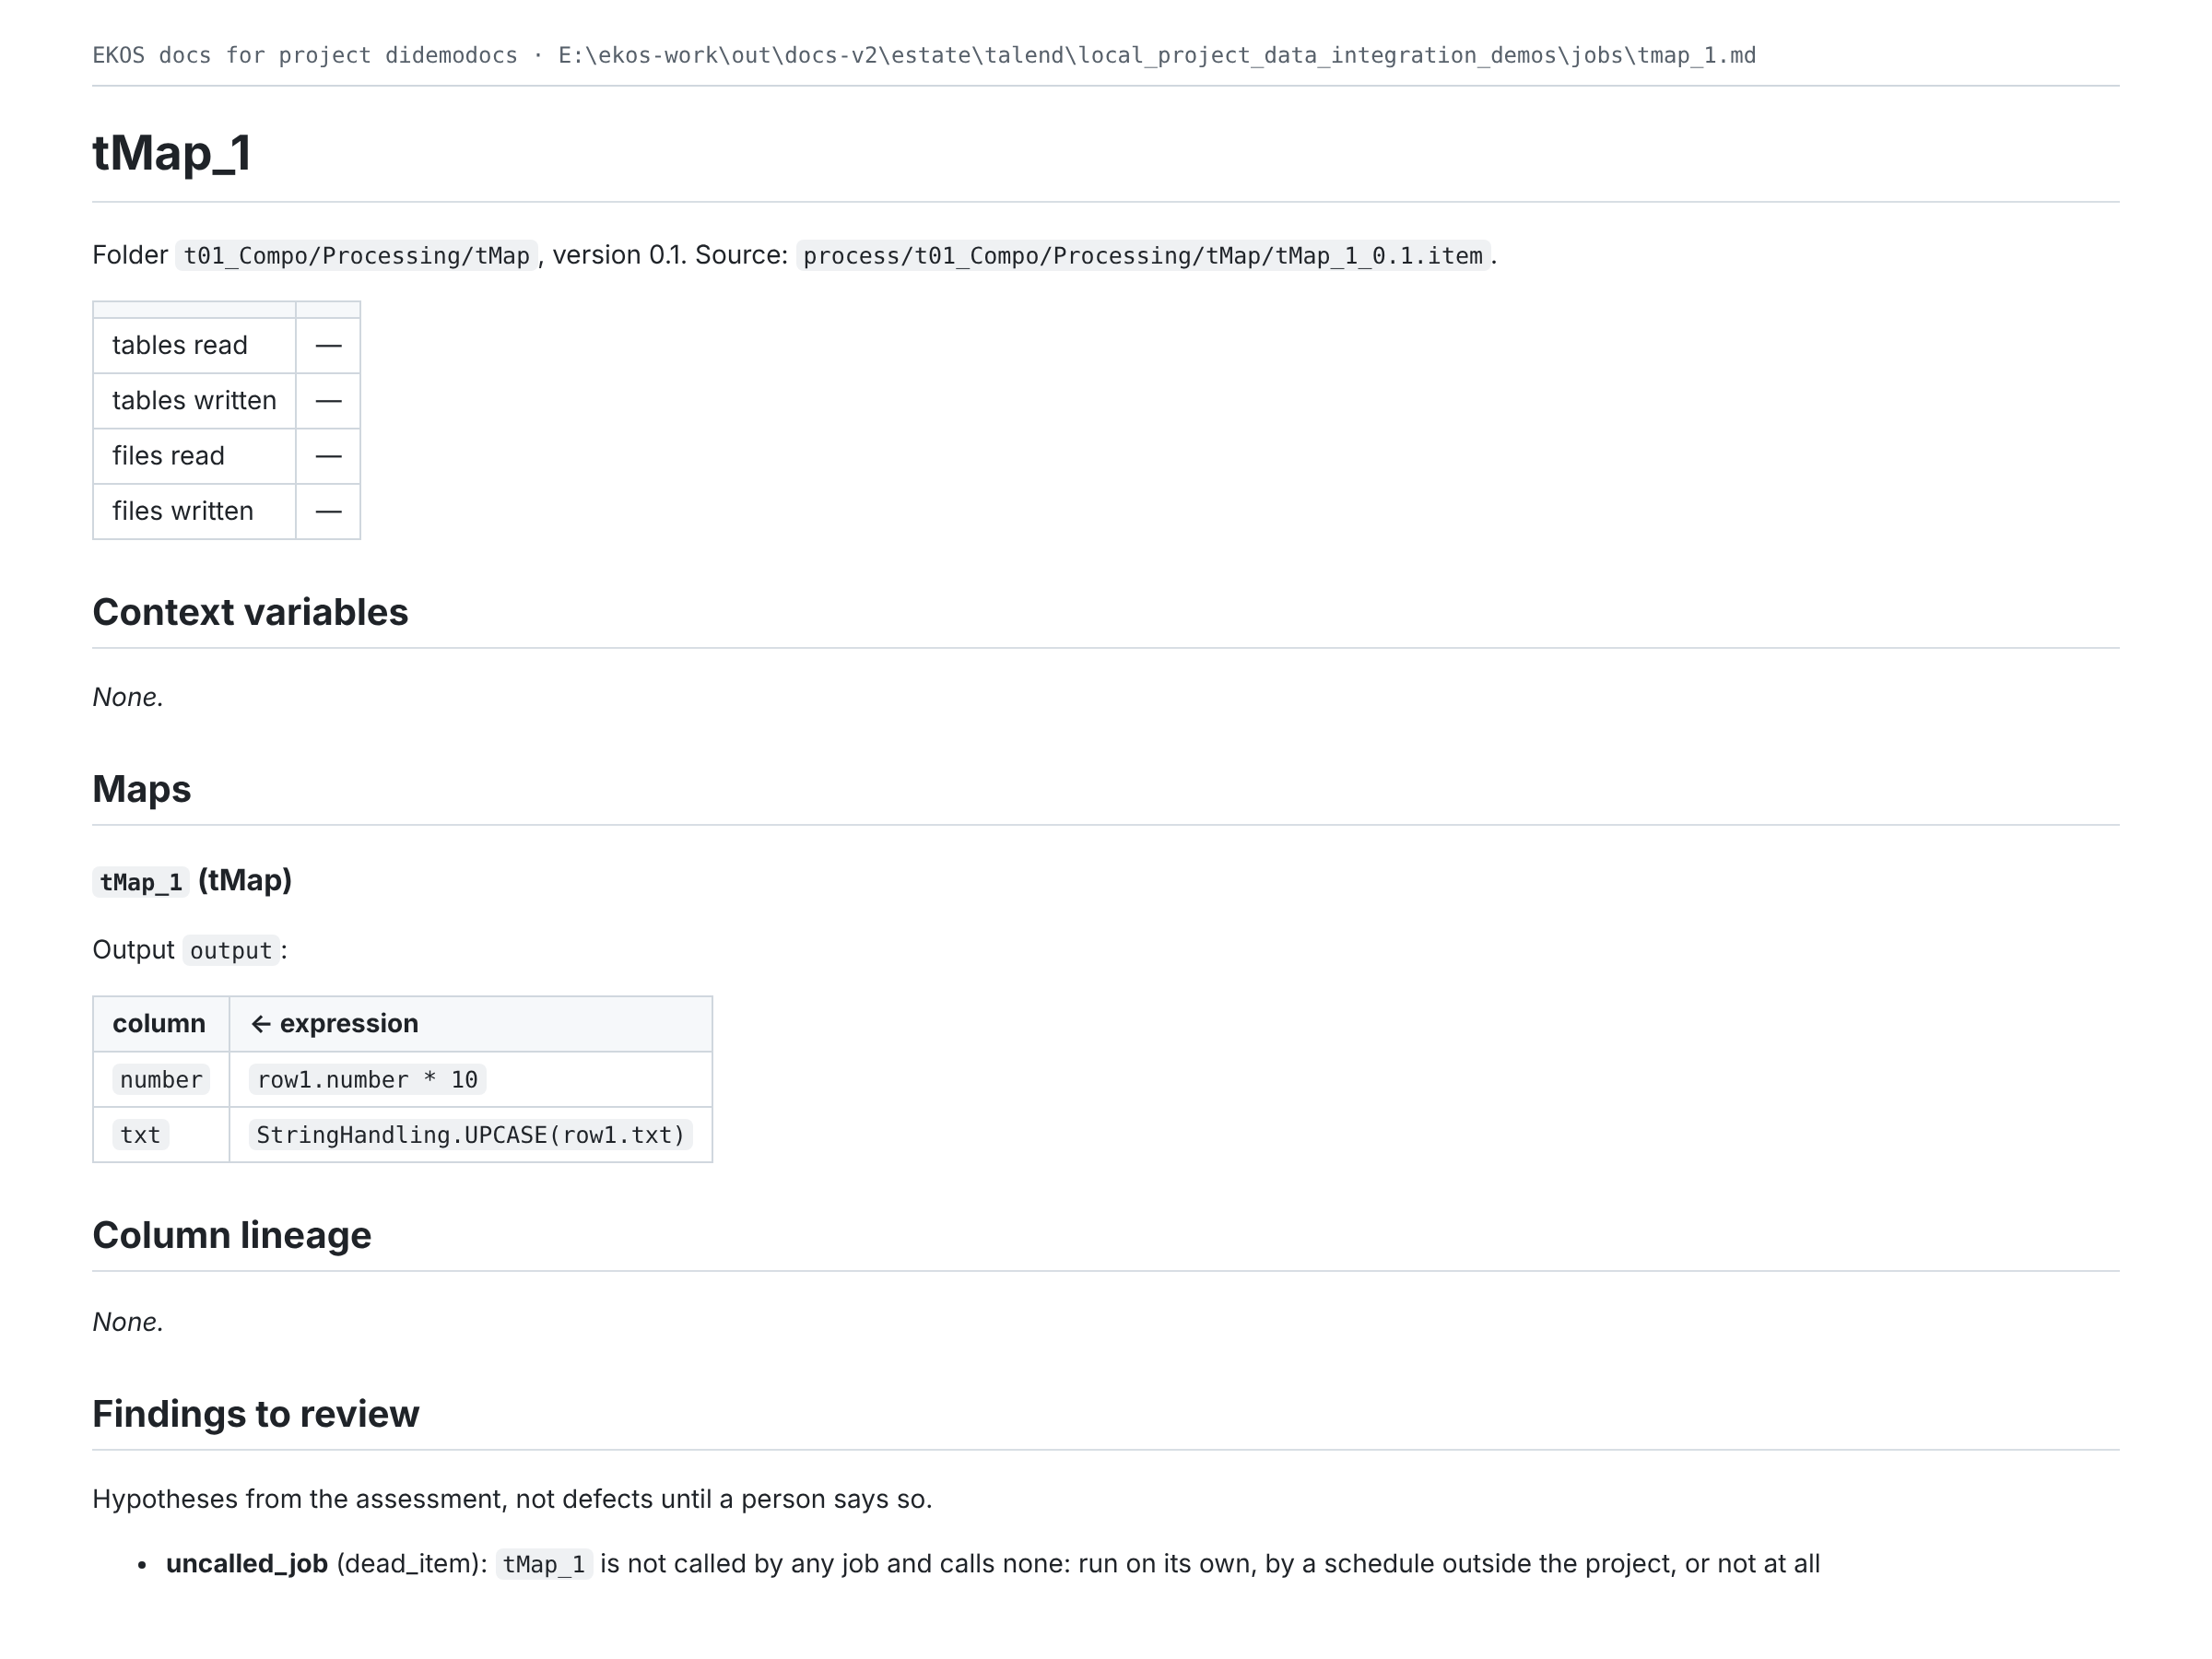 EKOS docs for project didemodocs · E:\ekos-work\out\docs-v2\estate\talend\local_project_data_integration_demos\jobs\tmap_1.md
tMap_1
Folder t01_Compo/Processing/tMap, version 0.1. Source: process/t01_Compo/Processing/tMap/tMap_1_0.1.item.
tables read —
tables written —
files read —
files written —
Context variables
None.
Maps
tMap_1 (tMap)
Output output:
column ← expression
number row1.number * 10
txt StringHandling.UPCASE(row1.txt)
Column lineage
None.
Findings to review
Hypotheses from the assessment, not defects until a person says so.
• uncalled_job (dead_item): tMap_1 is not called by any job and calls none: run on its own, by a schedule outside the project, or not at all